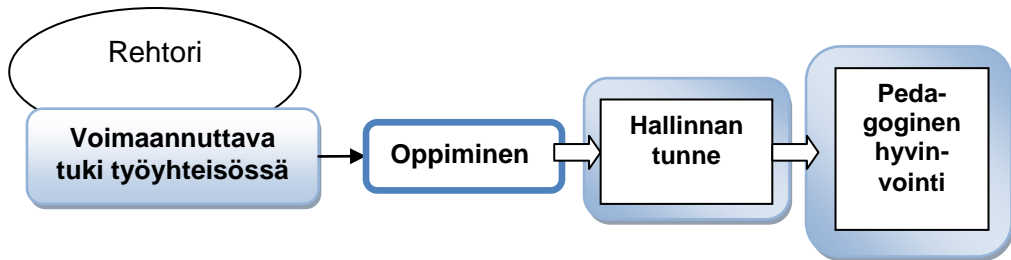 Rehtori
Voimaannuttava
tuki työyhteisössä
Oppiminen
Hallinnan
tunne
Peda-
goginen
hyvin-
vointi